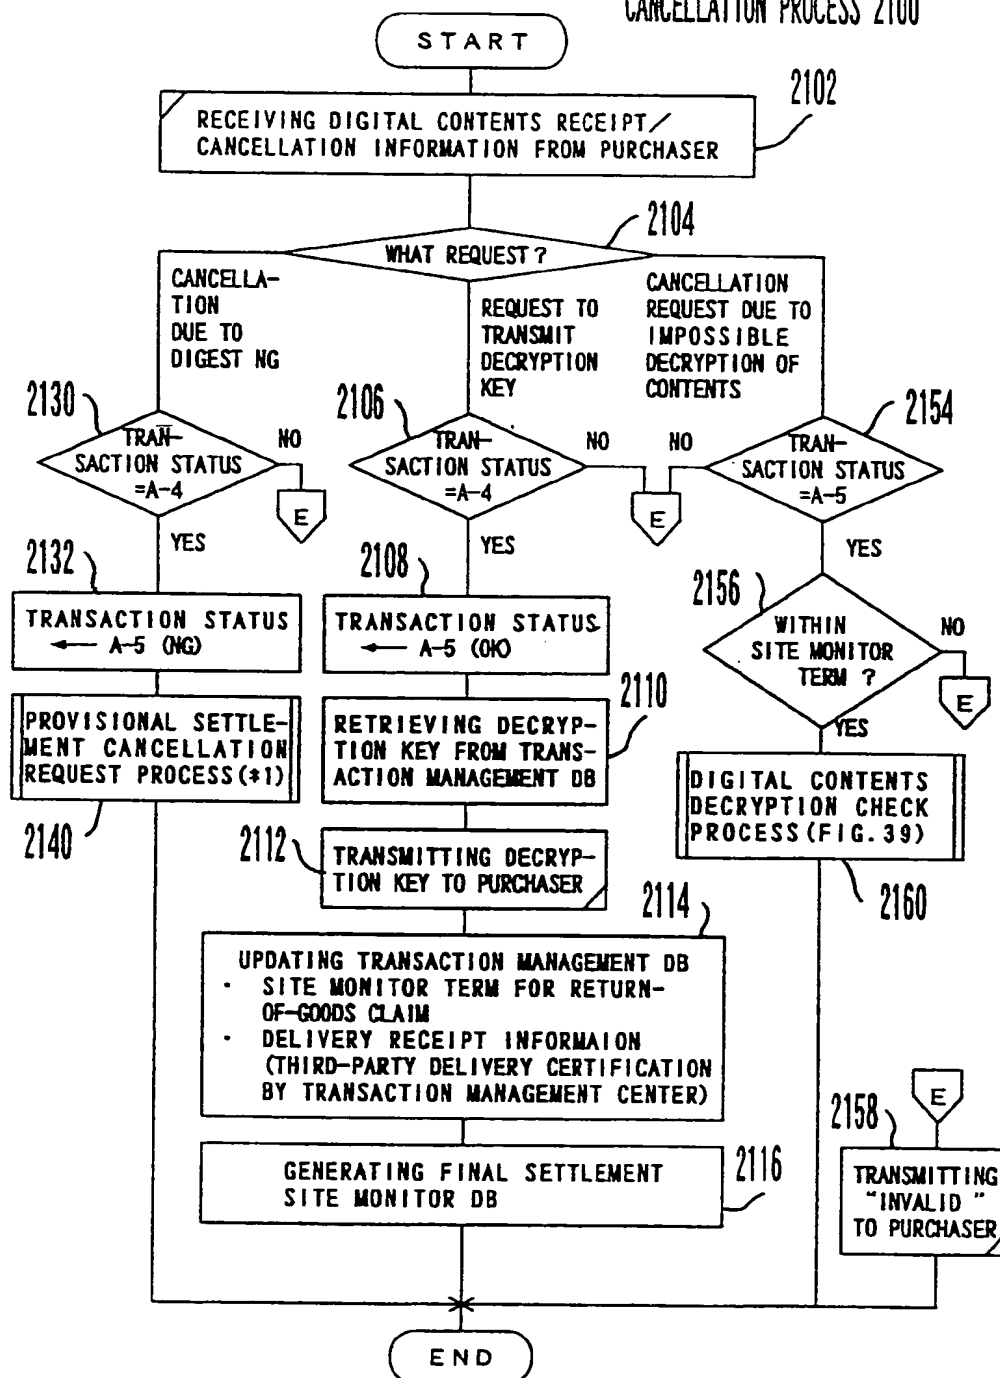 CANCELLATION PROCESS 2100
START
2102
RECEIVING DIGITAL CONTENTS RECEIPT/
CANCELLATION INFORMATION FROM PURCHASER
2104
WHAT REQUEST?
CANCELLA-
TION
DUE TO
DIGEST NG
REQUEST TO
TRANSMIT
DECRYPTION
KEY
CANCELLATION
REQUEST DUE TO
IMPOSSIBLE
DECRYPTION OF
CONTENTS
2130
TRAN-
SACTION STATUS
=A-4
NO
E
YES
2106
TRAN-
SACTION STATUS
=A-4
NO
E
YES
2154
TRAN-
SACTION STATUS
=A-5
NO
YES
2132
TRANSACTION STATUS
← A-5 (NG)
2108
TRANSACTION STATUS
← A-5 (OK)
2156
WITHIN
SITE MONITOR
TERM ?
NO
E
YES
PROVISIONAL SETTLE-
MENT CANCELLATION
REQUEST PROCESS(*1)
2140
2110
RETRIEVING DECRYP-
TION KEY FROM TRANS-
ACTION MANAGEMENT DB
DIGITAL CONTENTS
DECRYPTION CHECK
PROCESS(FIG.39)
2160
2112
TRANSMITTING DECRYP-
TION KEY TO PURCHASER
2114
UPDATING TRANSACTION MANAGEMENT DB
· SITE MONITOR TERM FOR RETURN-
OF-GOODS CLAIM
· DELIVERY RECEIPT INFORMAION
(THIRD-PARTY DELIVERY CERTIFICATION
BY TRANSACTION MANAGEMENT CENTER)
2116
GENERATING FINAL SETTLEMENT
SITE MONITOR DB
E
2158
TRANSMITTING
"INVALID "
TO PURCHASER
END